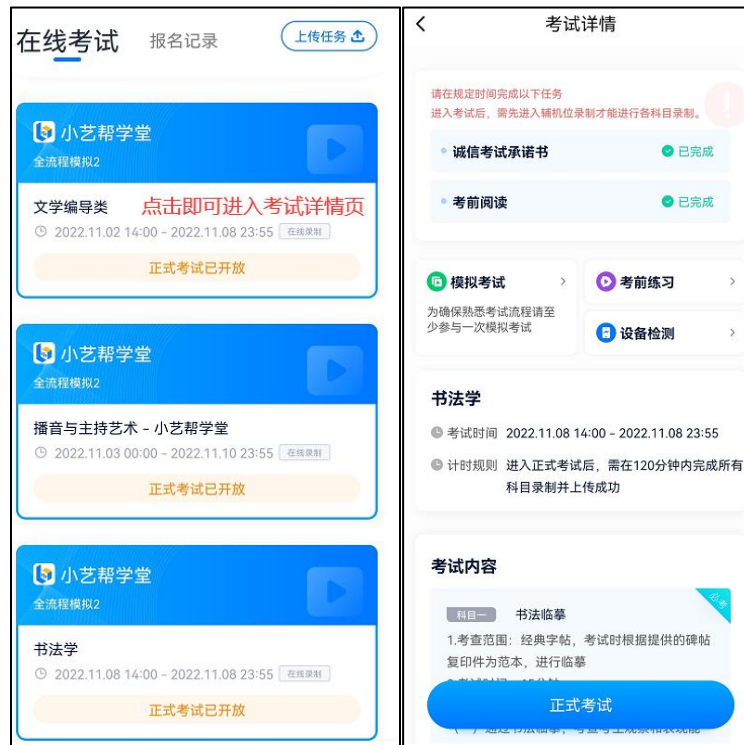 在线考试
报名记录
上传任务
小艺帮学堂
全流程模拟2
文学编导类
点击即可进入考试详情页
2022.11.02 14:00 - 2022.11.08 23:55
在线录制
正式考试已开放
小艺帮学堂
全流程模拟2
播音与主持艺术 - 小艺帮学堂
2022.11.03 00:00 - 2022.11.10 23:55
在线录制
正式考试已开放
小艺帮学堂
全流程模拟2
书法学
2022.11.08 14:00 - 2022.11.08 23:55
在线录制
正式考试已开放
考试详情
请在规定时间完成以下任务
进入考试后，需先进入辅机位录制才能进行各科目录制。
诚信考试承诺书
已完成
考前阅读
已完成
模拟考试
为确保熟悉考试流程请至
少参与一次模拟考试
考前练习
设备检测
书法学
考试时间 2022.11.08 14:00 - 2022.11.08 23:55
计时规则 进入正式考试后，需在120分钟内完成所有
科目录制并上传成功
考试内容
必考
科目一 书法临摹
1.考查范围：经典字帖，考试时根据提供的碑帖
复印件为范本，进行临摹
正式考试